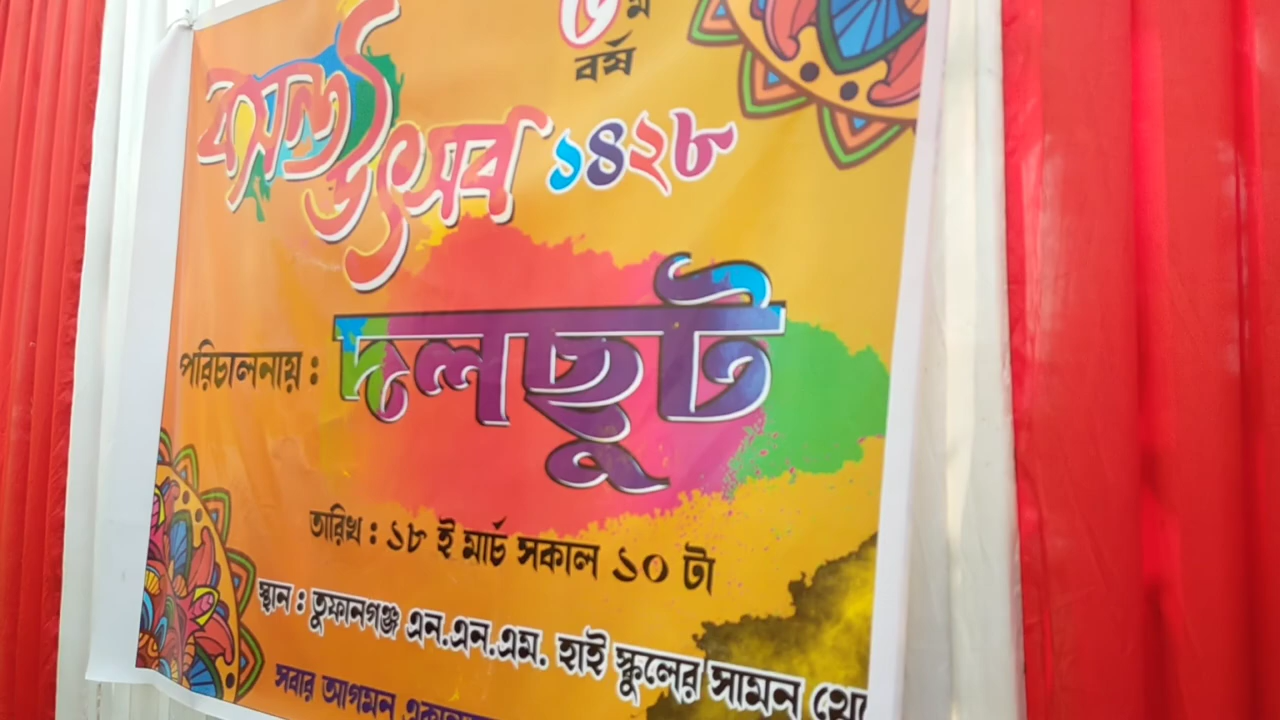 বর্ষ
বসন্ত উৎসব ১৪২৮
পরিচালনায় : দলছুট
তারিখ : ১৮ ই মার্চ সকাল ১০ টা
স্থান : তুফানগঞ্জ এন.এন.এম. হাই স্কুলের সামন
সবার আগমন